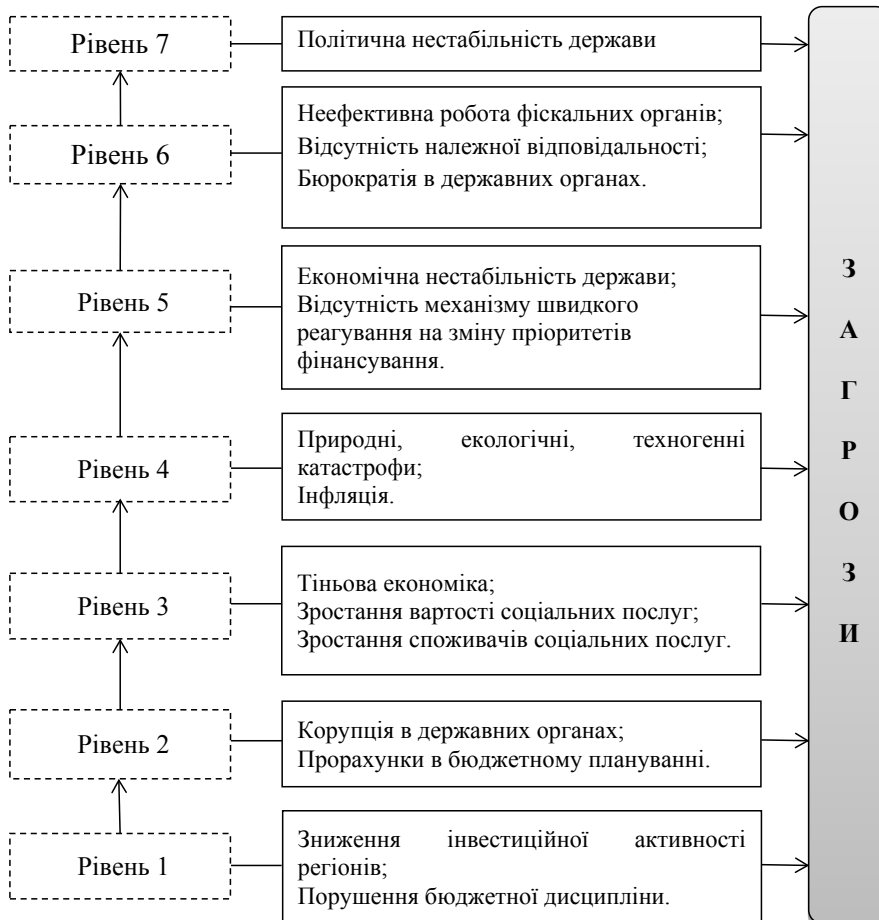 Рівень 7
Політична нестабільність держави
Рівень 6
Неефективна робота фіскальних органів;
Відсутність належної відповідальності;
Бюрократія в державних органах.
Рівень 5
Економічна нестабільність держави;
Відсутність механізму швидкого
реагування на зміну пріоритетів
фінансування.
Рівень 4
Природні, екологічні, техногенні
катастрофи;
Інфляція.
Рівень 3
Тіньова економіка;
Зростання вартості соціальних послуг;
Зростання споживачів соціальних послуг.
Рівень 2
Корупція в державних органах;
Прорахунки в бюджетному плануванні.
Рівень 1
Зниження інвестиційної активності
регіонів;
Порушення бюджетної дисципліни.
З
А
Г
Р
О
З
И